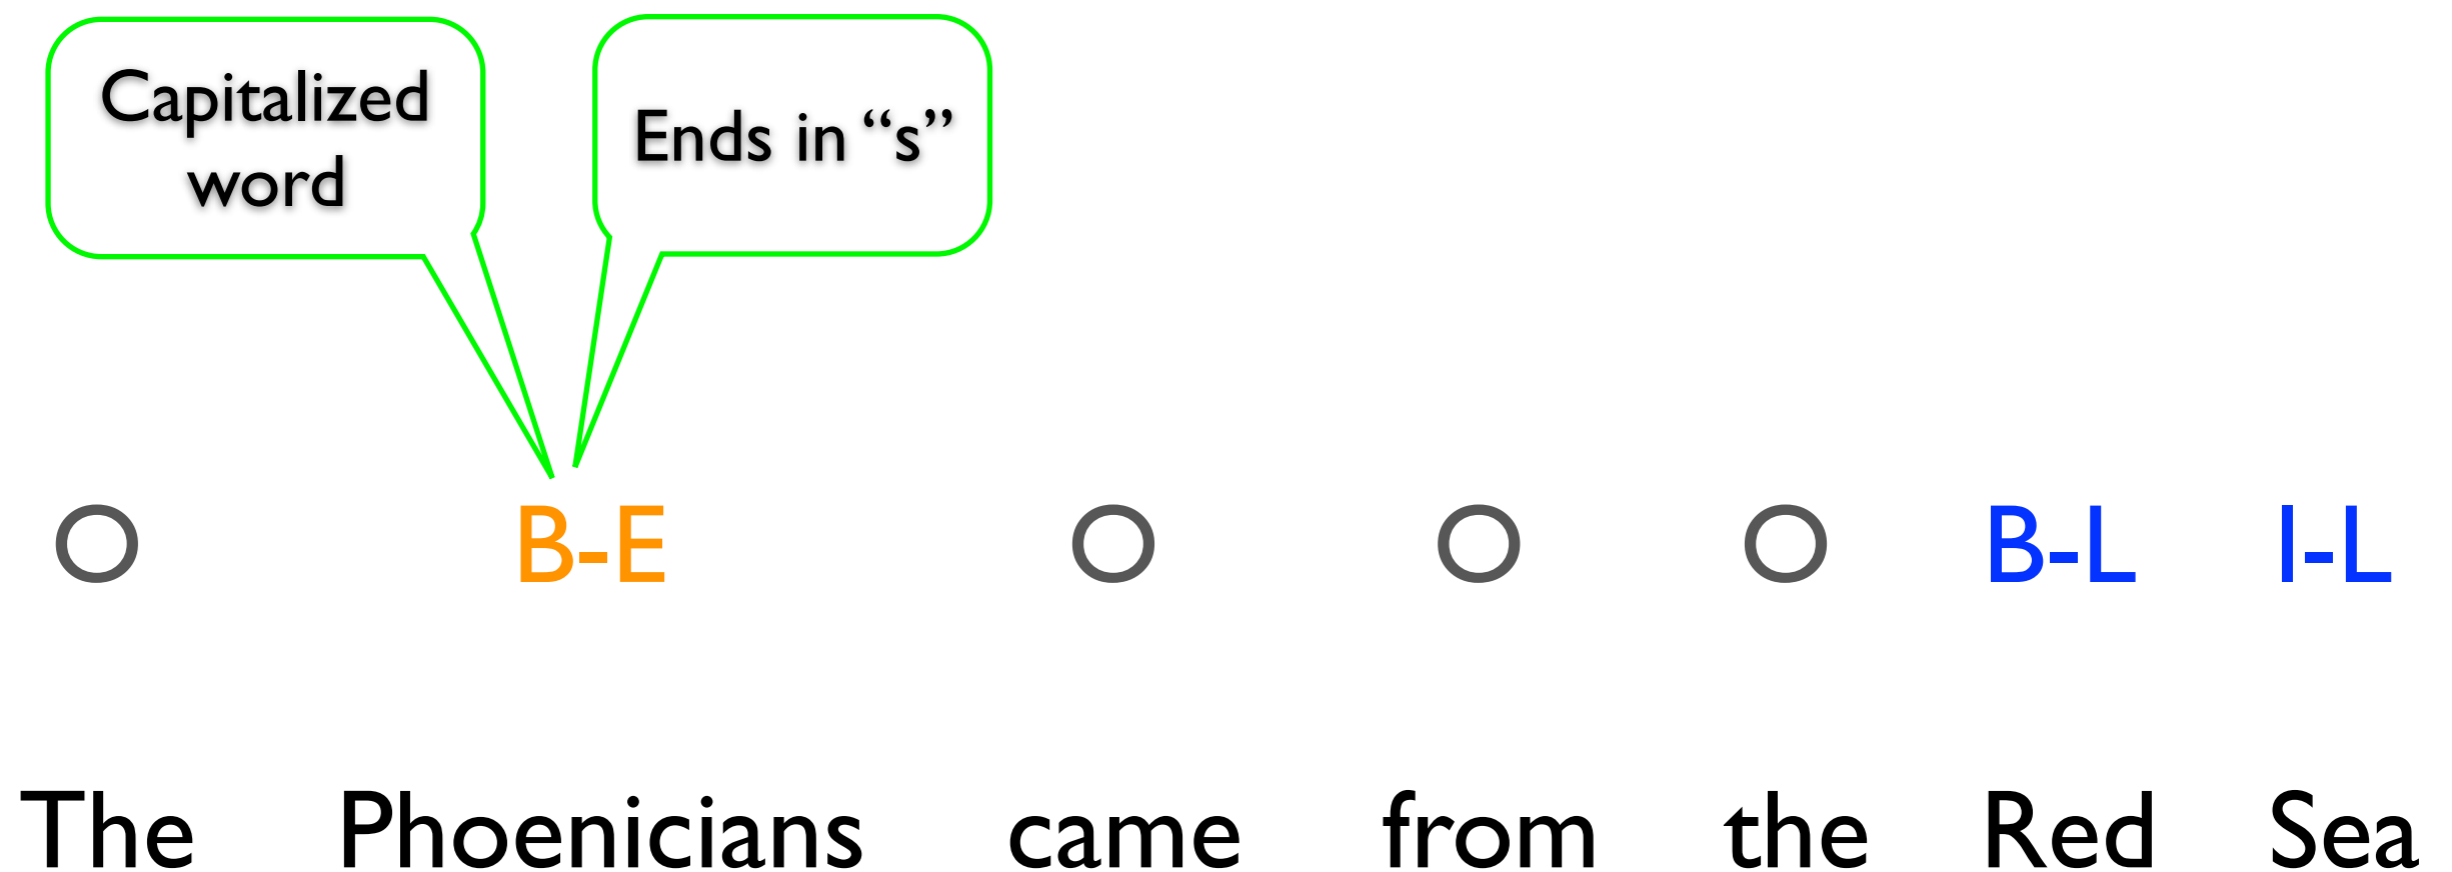 Capitalized
word
Ends in “s”
O B-E O O O B-L I-L
The Phoenicians came from the Red Sea